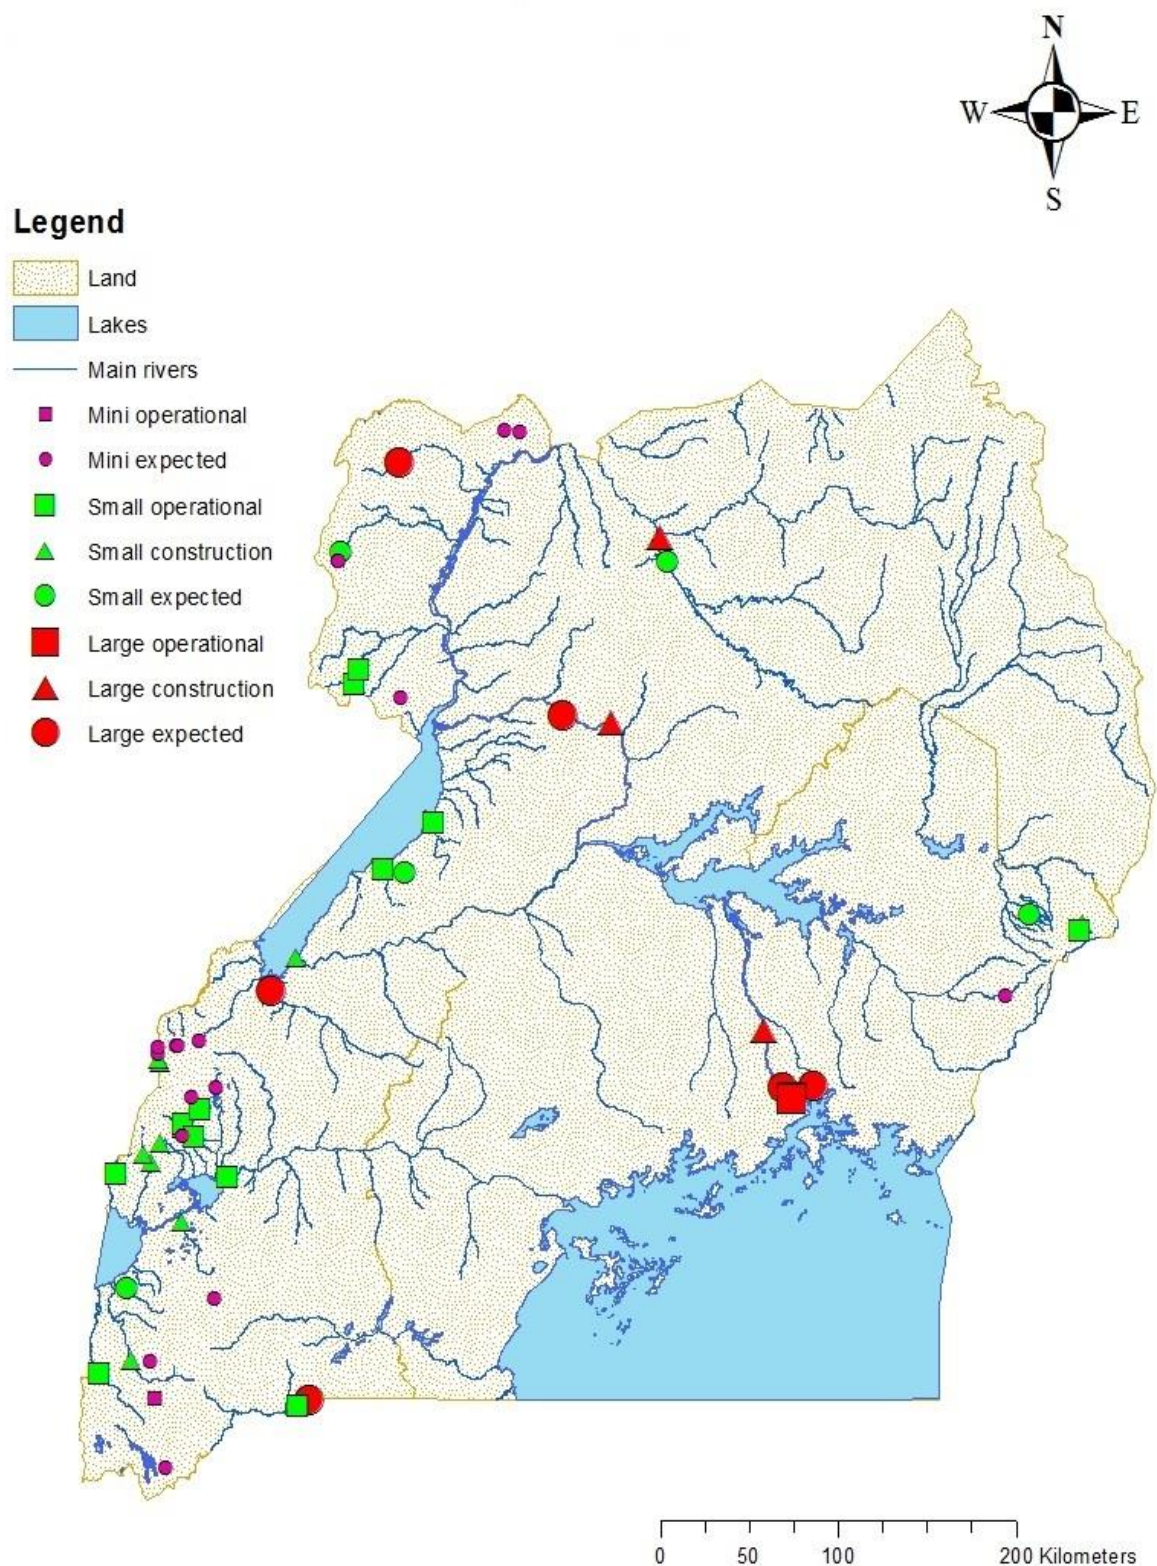 N
W E
S
Legend
Land
Lakes
Main rivers
Mini operational
Mini expected
Small operational
Small construction
Small expected
Large operational
Large construction
Large expected
0 50 100 200 Kilometers